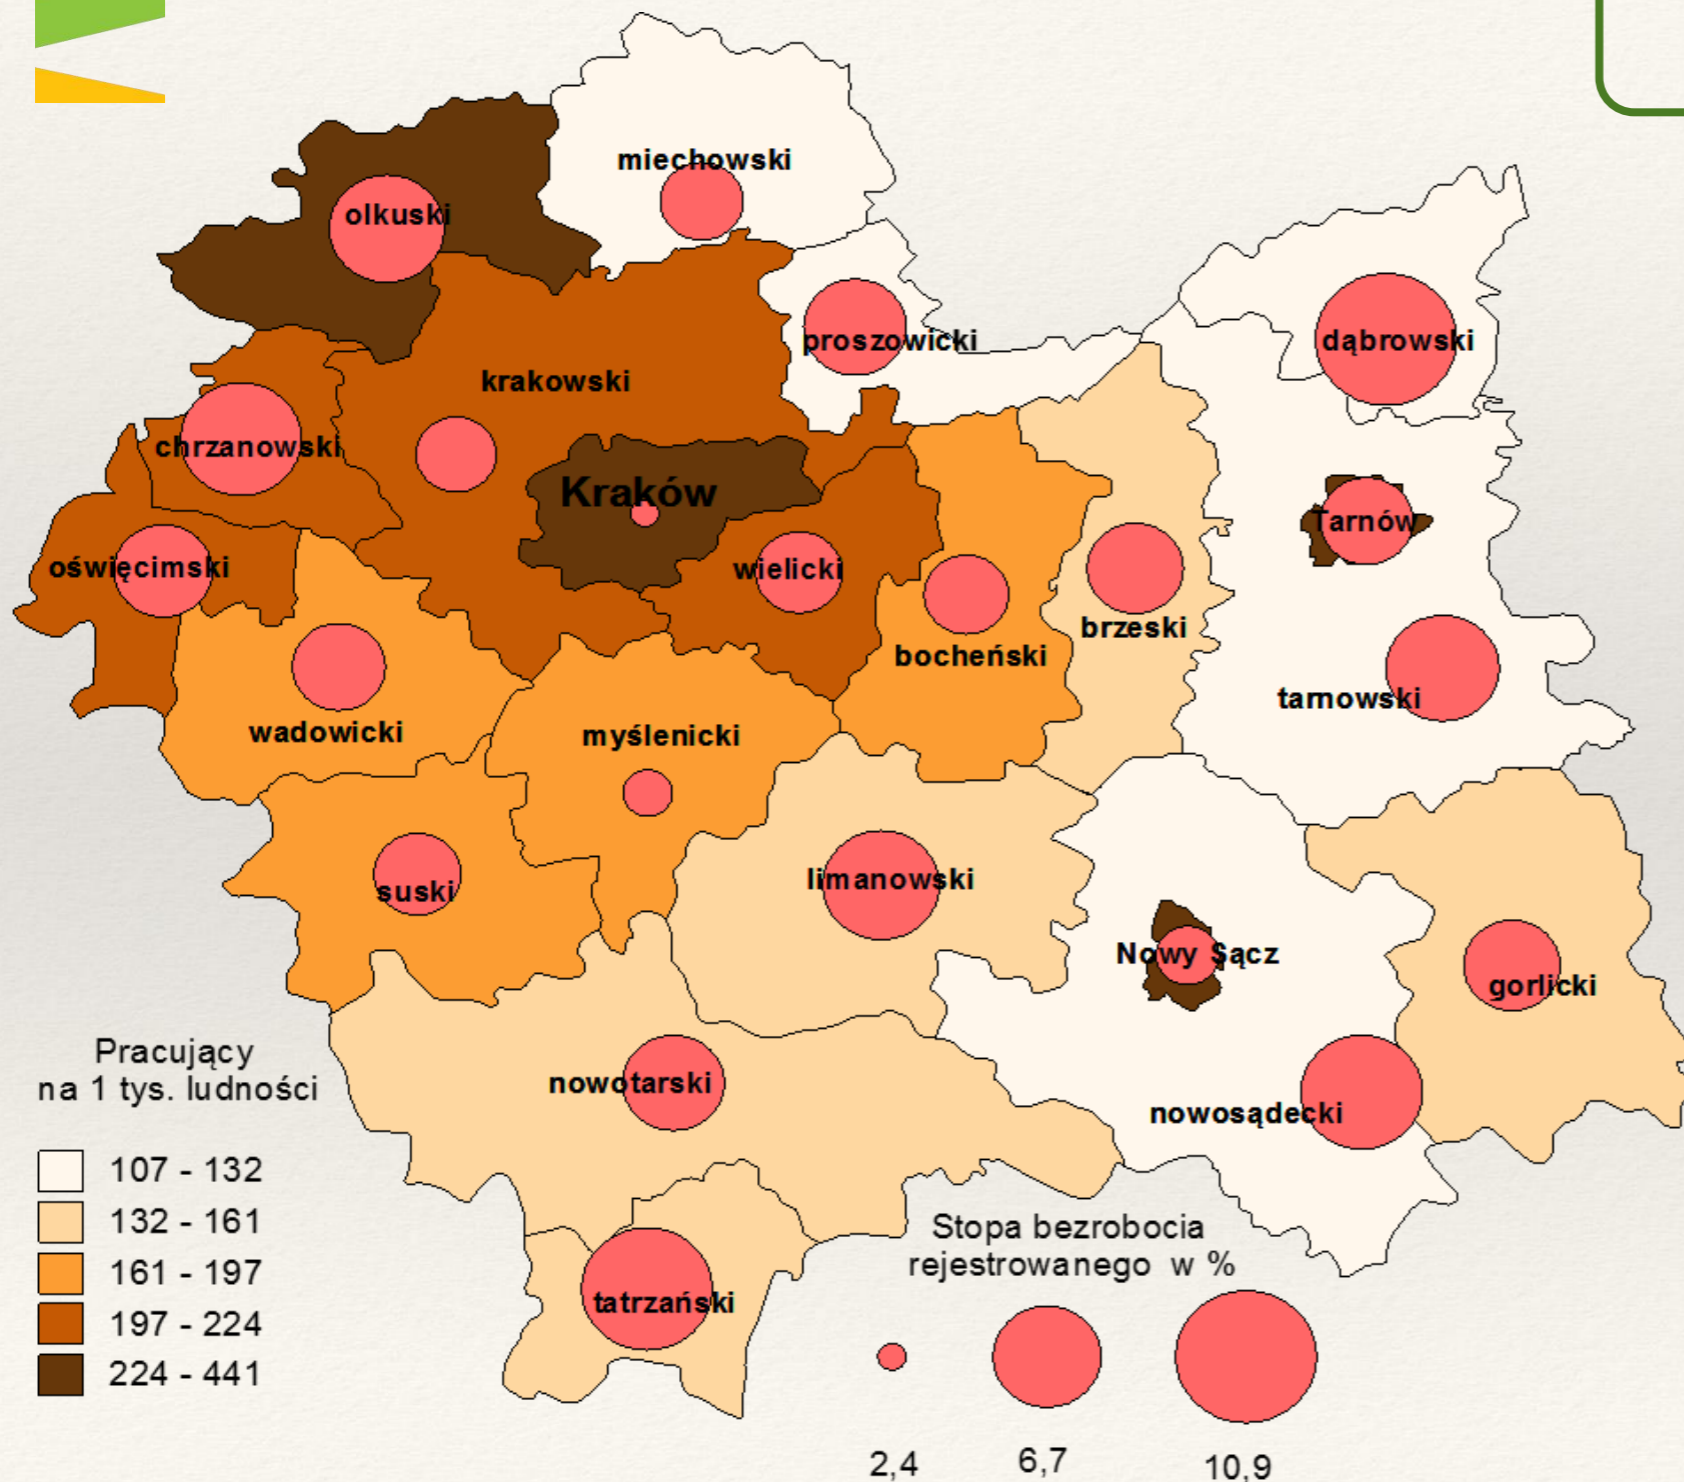 miechowski
olkuski
proszowicki
dąbrowski
krakowski
chrzanowski
Kraków
Tarnów
oświęcimski
wielicki
brzeski
bocheński
tarnowski
wadowicki
myślenicki
limanowski
suski
Nowy Sącz
gorlicki
nowotarski
nowosądecki
tatrzański
Pracujący
na 1 tys. ludności
107 - 132
132 - 161
161 - 197
197 - 224
224 - 441
Stopa bezrobocia
rejestrowanego w %
2,4
6,7
10,9